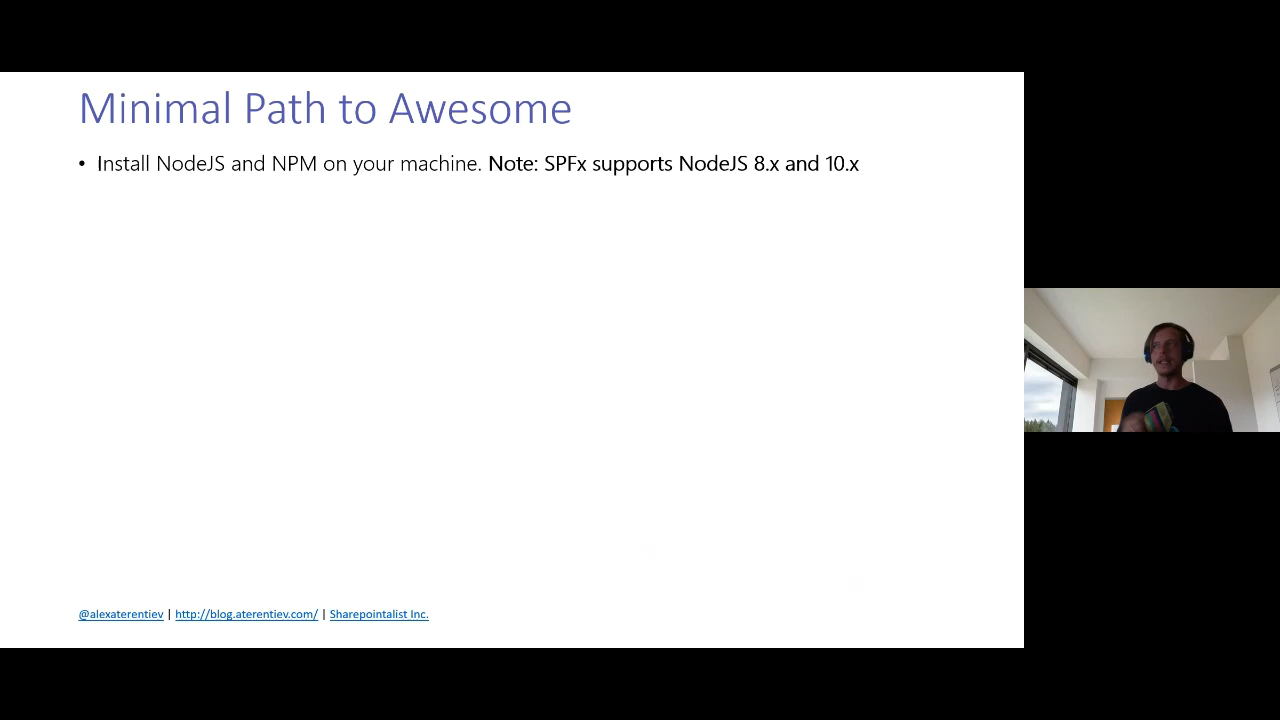 Minimal Path to Awesome
• Install NodeJS and NPM on your machine. Note: SPFx supports NodeJS 8.x and 10.x
@alexaterentiev | http://blog.aterentiev.com/ | Sharepointalist Inc.